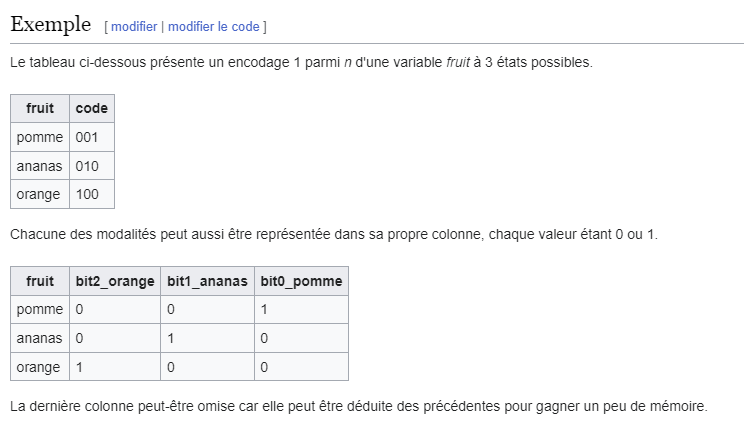 Exemple [ modifier | modifier le code ]
Le tableau ci-dessous présente un encodage 1 parmi n d'une variable fruit à 3 états possibles.
fruit code
pomme 001
ananas 010
orange 100
Chacune des modalités peut aussi être représentée dans sa propre colonne, chaque valeur étant 0 ou 1.
fruit bit2_orange bit1_ananas bit0_pomme
pomme 0 0 1
ananas 0 1 0
orange 1 0 0
La dernière colonne peut-être omise car elle peut être déduite des précédentes pour gagner un peu de mémoire.